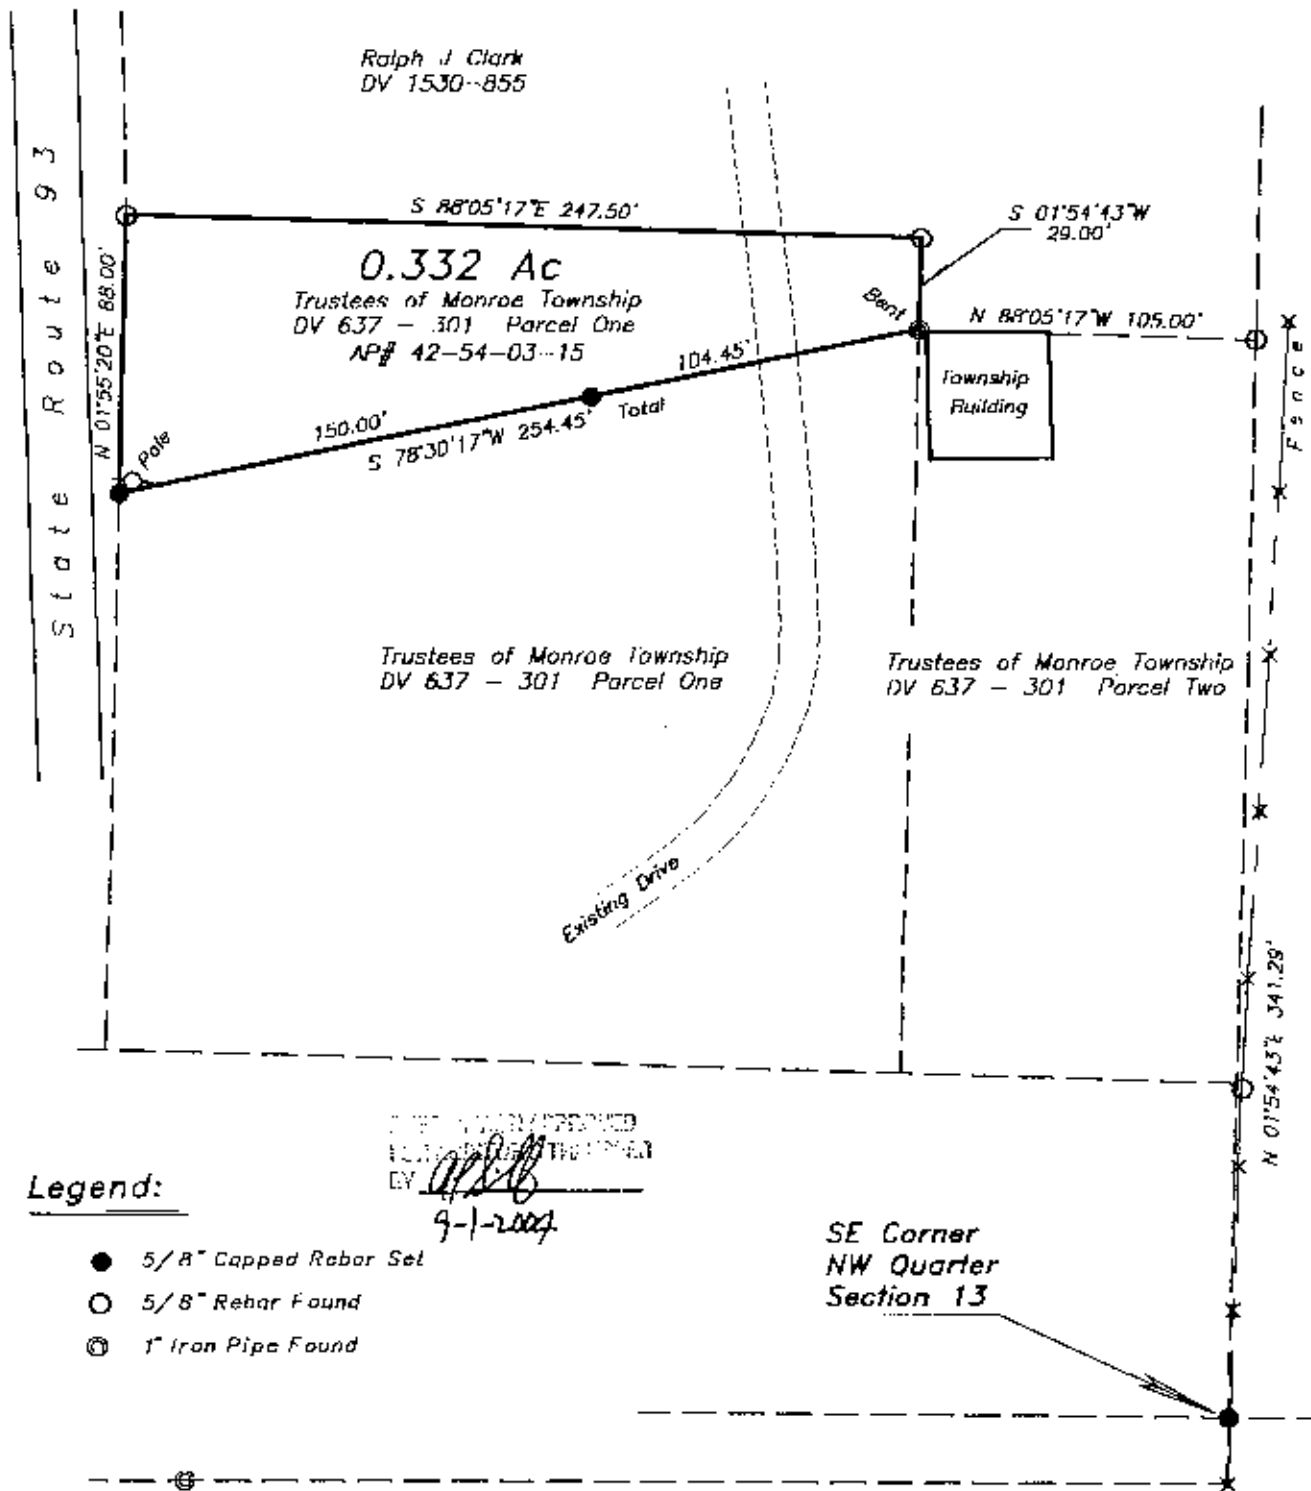 Ralph J Clark
DV 1530-855
State Route 93
S 88°05'17"E 247.50'
S 01°54'43"W
29.00'
0.332 Ac
Trustees of Monroe Township
DV 637 - 301 Parcel One
AP# 42-54-03-15
N 01°55'20"E 88.00'
Bent
N 88°05'17"W 105.00'
104.45'
Township
Building
Fence
150.00'
Total
S 78°30'17"W 254.45'
Pole
Trustees of Monroe Township
DV 637 - 301 Parcel One
Trustees of Monroe Township
DV 637 - 301 Parcel Two
Existing Drive
N 01°54'43"E 341.29'
BY
9-1-2004
Legend:
5/8" Capped Rebar Set
5/8" Rebar Found
1" Iron Pipe Found
SE Corner
NW Quarter
Section 13